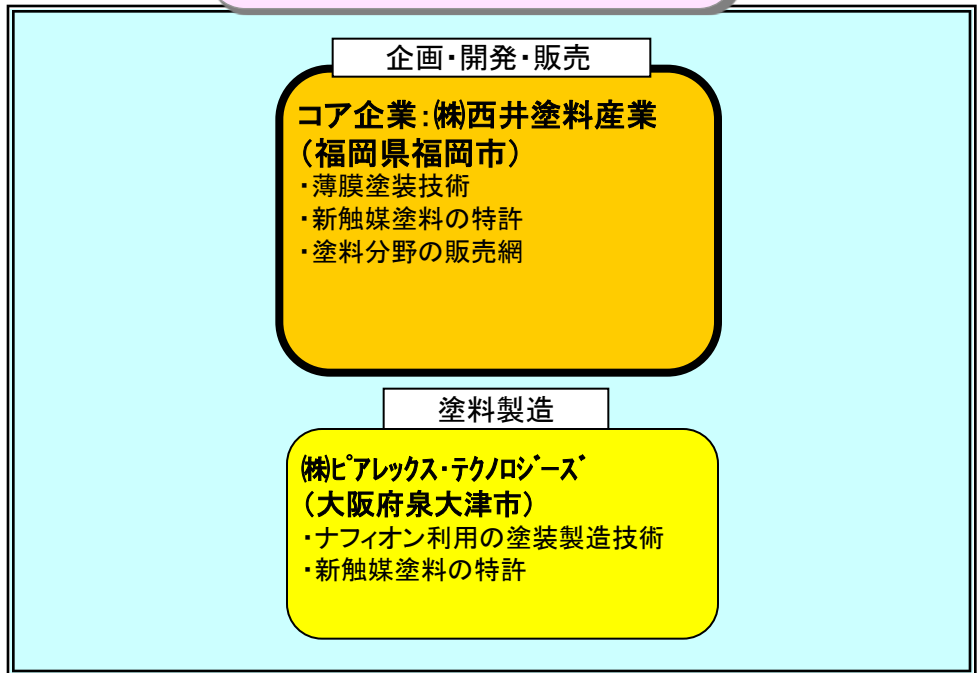 企画・開発・販売
コア企業：㈱西井塗料産業
（福岡県福岡市）
・薄膜塗装技術
・新触媒塗料の特許
・塗料分野の販売網
塗料製造
㈱ﾋﾟｱﾚｯｸｽ・ﾃｸﾉﾛｼﾞｰｽﾞ
（大阪府泉大津市）
・ナフィオン利用の塗装製造技術
・新触媒塗料の特許